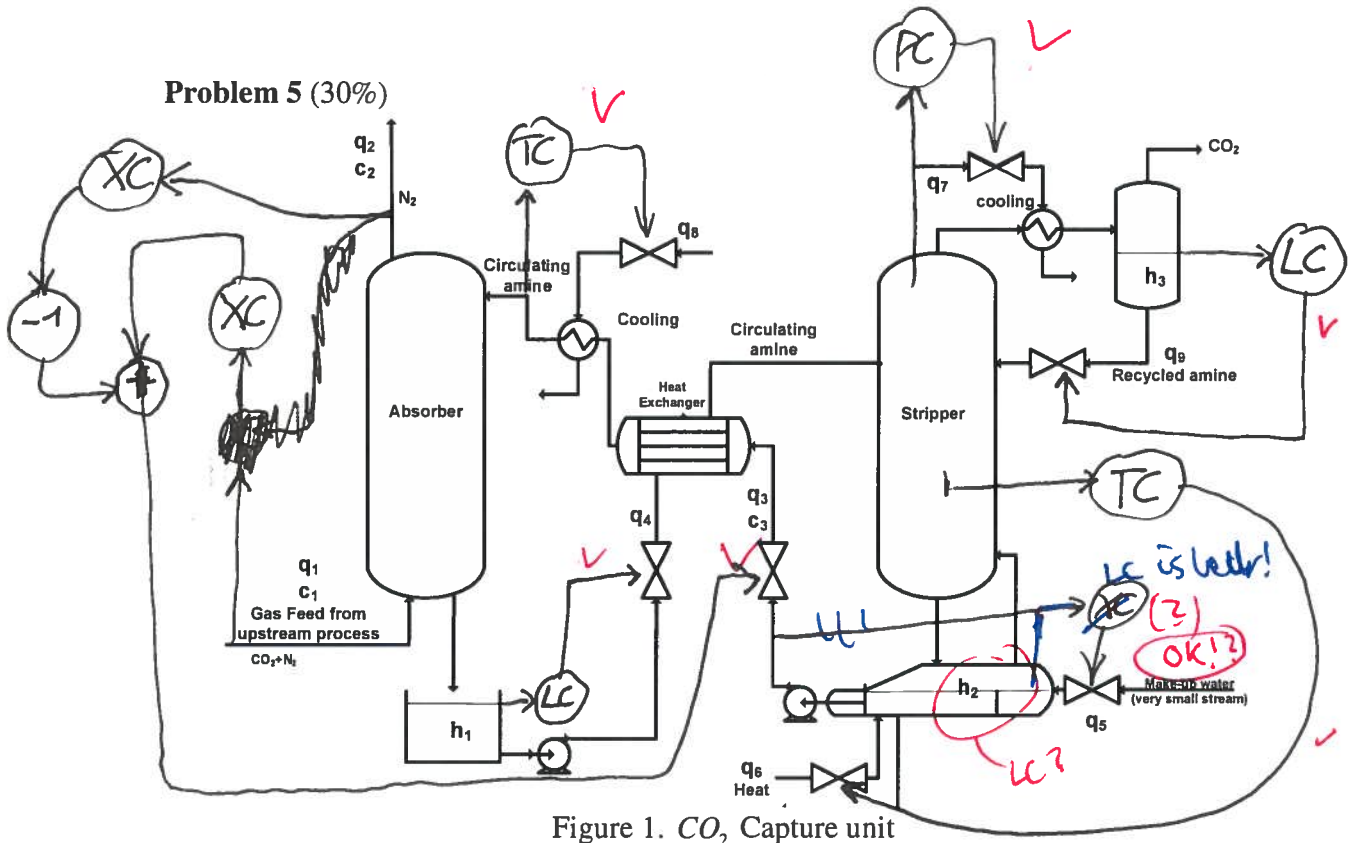 Problem 5 (30%)
PC
q₂
c₂
N₂
XC
TC
CO₂
q₇
cooling
q₈
h₃
LC
Circulating
amine
XC
-1
+
Cooling
Circulating
amine
q₉
Recycled amine
Heat
Exchanger
Absorber
Stripper
TC
q₄
q₃
c₃
LC is better!
XC
(?)
OK!?
q₁
c₁
Gas Feed from
upstream process
CO₂+N₂
LC
h₁
h₂
Make-up water
(very small stream)
q₅
LC?
q₆
Heat
Figure 1. CO₂ Capture unit